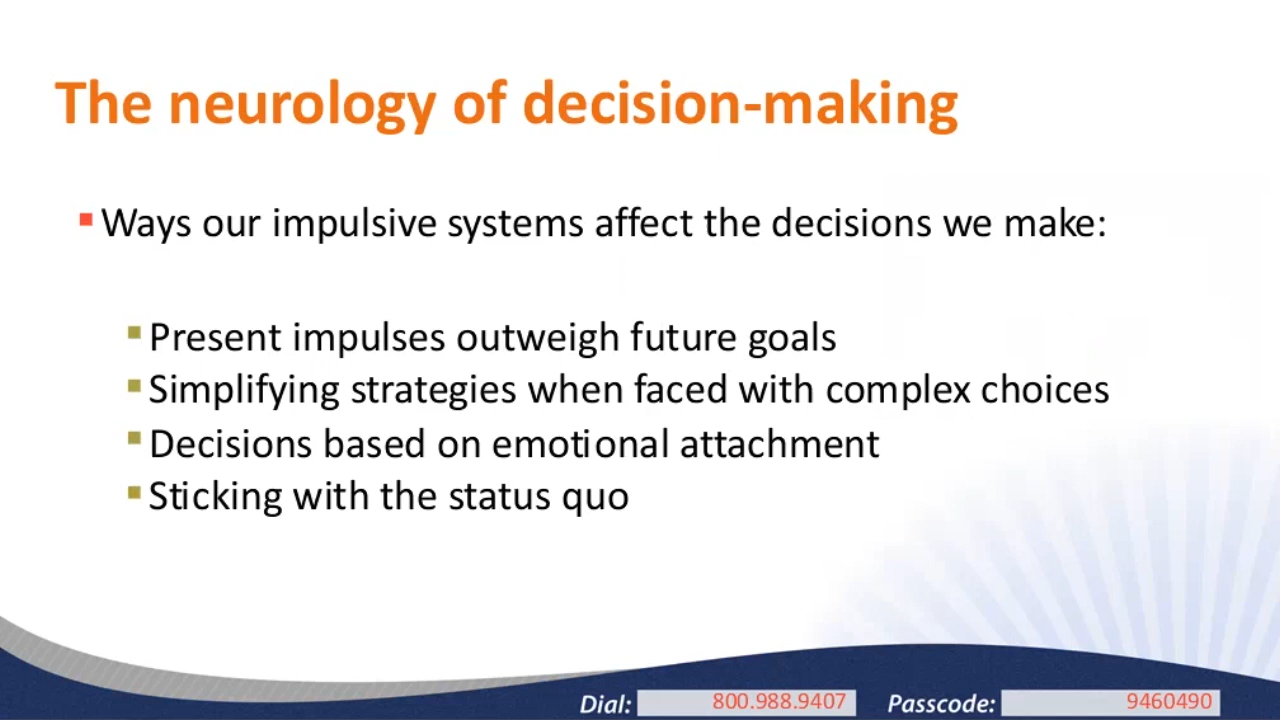 The neurology of decision-making
Ways our impulsive systems affect the decisions we make:
Present impulses outweigh future goals
Simplifying strategies when faced with complex choices
Decisions based on emotional attachment
Sticking with the status quo
Dial: 800.988.9407 Passcode: 9460490